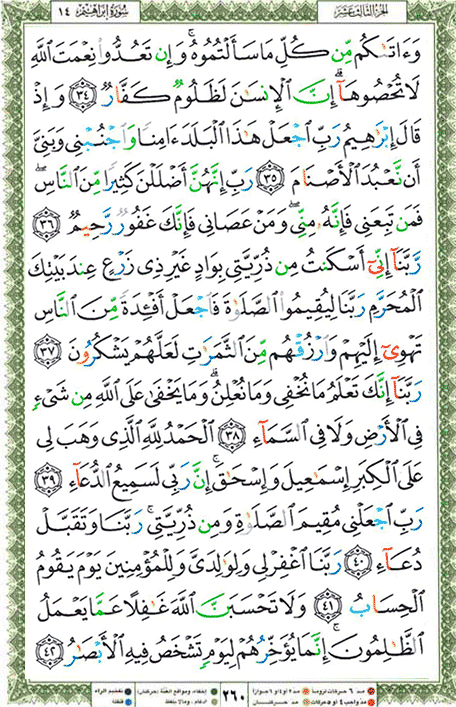 الجزء الثالث عشر سورة إبراهيم ١٤
وَءَاتَىٰكُم مِّن كُلِّ مَا سَأَلْتُمُوهُ ۚ وَإِن تَعُدُّوا۟ نِعْمَتَ ٱللَّهِ
لَا تُحْصُوهَآ ۗ إِنَّ ٱلْإِنسَٰنَ لَظَلُومٌ كَفَّارٌ ٣٤ وَإِذْ
قَالَ إِبْرَٰهِيمُ رَبِّ ٱجْعَلْ هَٰذَا ٱلْبَلَدَ ءَامِنًا وَٱجْنُبْنِى وَبَنِىَّ
أَن نَّعْبُدَ ٱلْأَصْنَامَ ٣٥ رَبِّ إِنَّهُنَّ أَضْلَلْنَ كَثِيرًا مِّنَ ٱلنَّاسِ ۖ
فَمَن تَبِعَنِى فَإِنَّهُۥ مِنِّى ۖ وَمَنْ عَصَانِى فَإِنَّكَ غَفُورٌ رَّحِيمٌ ٣٦
رَّبَّنَآ إِنِّىٓ أَسْكَنتُ مِن ذُرِّيَّتِى بِوَادٍ غَيْرِ ذِى زَرْعٍ عِندَ بَيْتِكَ
ٱلْمُحَرَّمِ رَبَّنَا لِيُقِيمُوا۟ ٱلصَّلَوٰةَ فَٱجْعَلْ أَفْـِٔدَةً مِّنَ ٱلنَّاسِ
تَهْوِىٓ إِلَيْهِمْ وَٱرْزُقْهُم مِّنَ ٱلثَّمَرَٰتِ لَعَلَّهُمْ يَشْكُرُونَ ٣٧
رَبَّنَآ إِنَّكَ تَعْلَمُ مَا نُخْفِى وَمَا نُعْلِنُ ۗ وَمَا يَخْفَىٰ عَلَى ٱللَّهِ مِن شَىْءٍ
فِى ٱلْأَرْضِ وَلَا فِى ٱلسَّمَآءِ ٣٨ ٱلْحَمْدُ لِلَّهِ ٱلَّذِى وَهَبَ لِى
عَلَى ٱلْكِبَرِ إِسْمَٰعِيلَ وَإِسْحَٰقَ ۚ إِنَّ رَبِّى لَسَمِيعُ ٱلدُّعَآءِ ٣٩
رَبِّ ٱجْعَلْنِى مُقِيمَ ٱلصَّلَوٰةِ وَمِن ذُرِّيَّتِى ۚ رَبَّنَا وَتَقَبَّلْ
دُعَآءِ ٤٠ رَبَّنَا ٱغْفِرْ لِى وَلِوَٰلِدَىَّ وَلِلْمُؤْمِنِينَ يَوْمَ يَقُومُ
ٱلْحِسَابُ ٤١ وَلَا تَحْسَبَنَّ ٱللَّهَ غَٰفِلًا عَمَّا يَعْمَلُ
ٱلظَّٰلِمُونَ ۚ إِنَّمَا يُؤَخِّرُهُمْ لِيَوْمٍ تَشْخَصُ فِيهِ ٱلْأَبْصَٰرُ ٤٢
٢٦٠